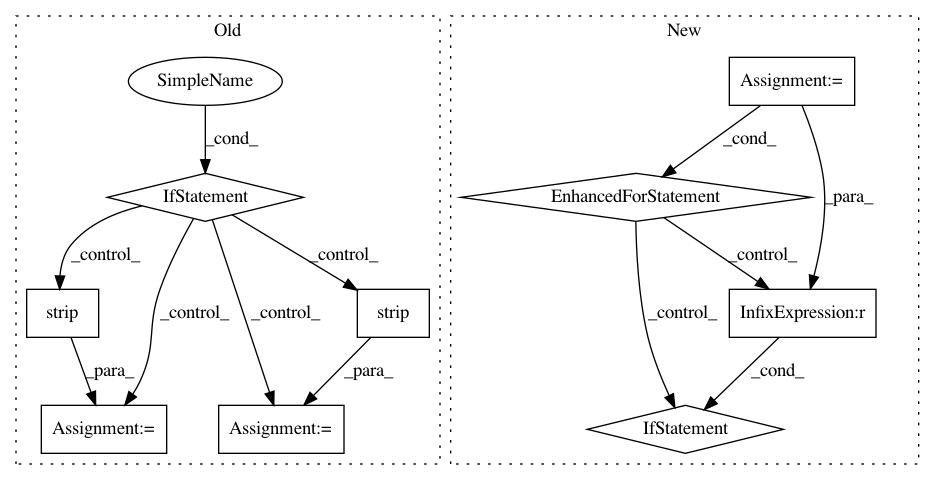 Old
New
SimpleName
Assignment:=
_cond_
_cond_
IfStatement
EnhancedForStatement
_para_
_control_
_control_
_control_
_control_
_control_
_control_
strip
strip
InfixExpression:r
_para_
_para_
_cond_
Assignment:=
Assignment:=
IfStatement